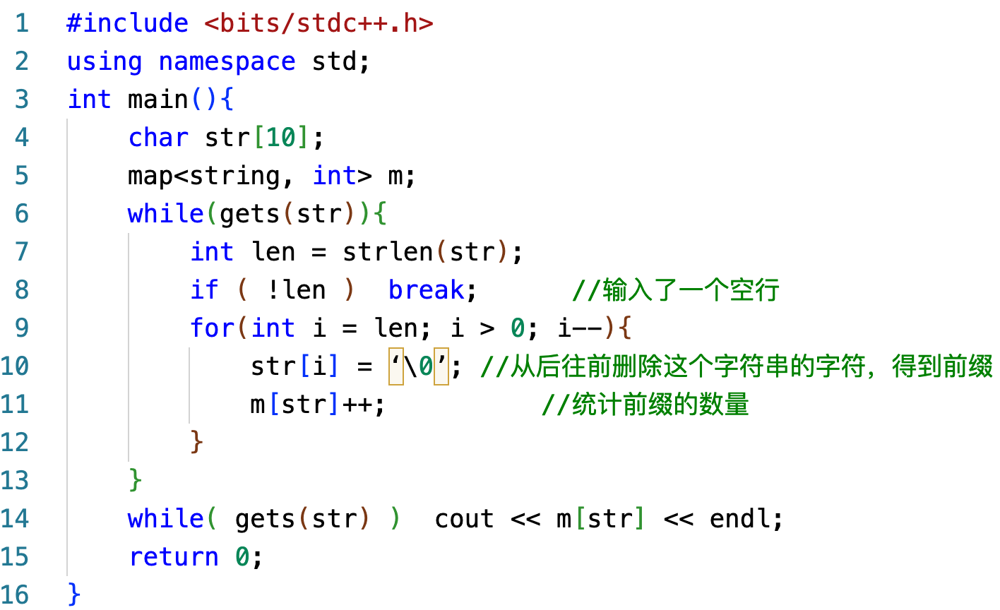 1 #include <bits/stdc++.h>
2 using namespace std;
3 int main(){
4 char str[10];
5 map<string, int> m;
6 while(gets(str)){
7 int len = strlen(str);
8 if ( !len )  break;      //输入了一个空行
9 for(int i = len; i > 0; i--){
10 str[i] = ‘\0’; //从后往前删除这个字符串的字符，得到前缀
11 m[str]++;          //统计前缀的数量
12 }
13 }
14 while( gets(str) )  cout << m[str] << endl;
15 return 0;
16 }